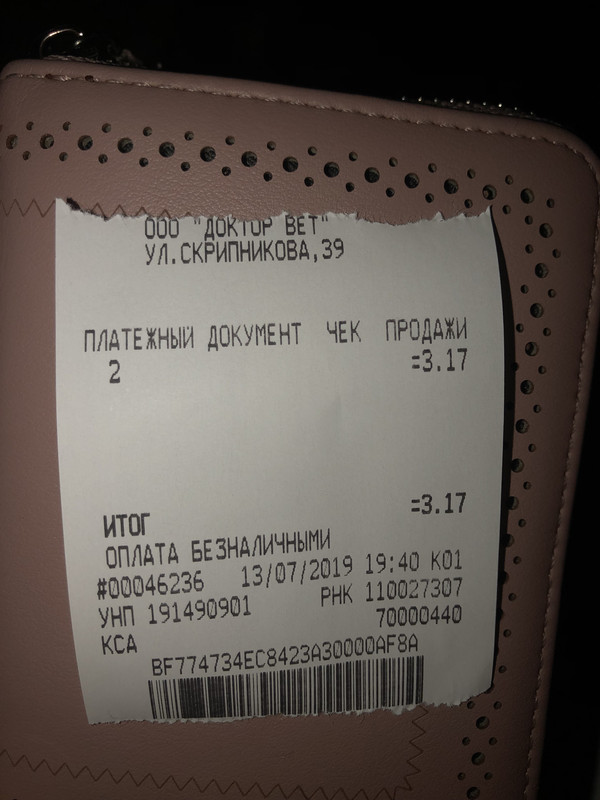 ООО "ДОКТОР ВЕТ"
УЛ.СКРИПНИКОВА,39
ПЛАТЕЖНЫЙ ДОКУМЕНТ ЧЕК ПРОДАЖИ
2 =3.17
ИТОГ =3.17
ОПЛАТА БЕЗНАЛИЧНЫМИ
#00046236 13/07/2019 19:40 К01
УНП 191490901 РНК 110027307
КСА 70000440
BF774734EC8423A30000AF8A